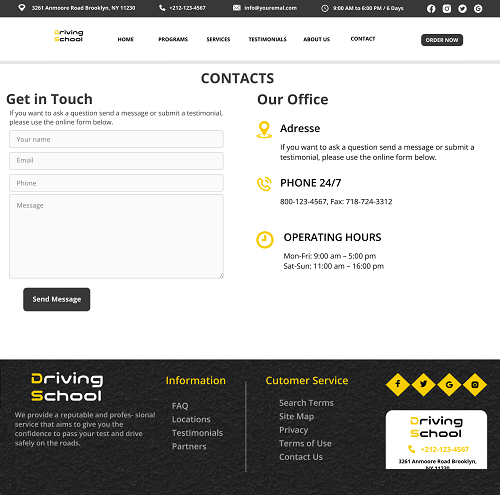 3261 Anmoore Road Brooklyn, NY 11230
+212-123-4567
info@youremal.com
9:00 AM to 6:00 PM / 6 Days
Driving
School
HOME
PROGRAMS
SERVICES
TESTIMONIALS
ABOUT US
CONTACT
ORDER NOW
CONTACTS
Get in Touch
If you want to ask a question send a message or submit a testimonial,
please use the online form below.
Your name
Email
Phone
Message
Send Message
Our Office
Adresse
If you want to ask a question send a message or submit a
testimonial, please use the online form below.
PHONE 24/7
800-123-4567, Fax: 718-724-3312
OPERATING HOURS
Mon-Fri: 9:00 am – 5:00 pm
Sat-Sun: 11:00 am – 16:00 pm
Driving
School
We provide a reputable and profes- sional
service that aims to give you the
confidence to pass your test and drive
safely on the roads.
Information
FAQ
Locations
Testimonials
Partners
Cutomer Service
Search Terms
Site Map
Privacy
Terms of Use
Contact Us
Driving
School
+212-123-4567
3261 Anmoore Road Brooklyn,
NY 11230